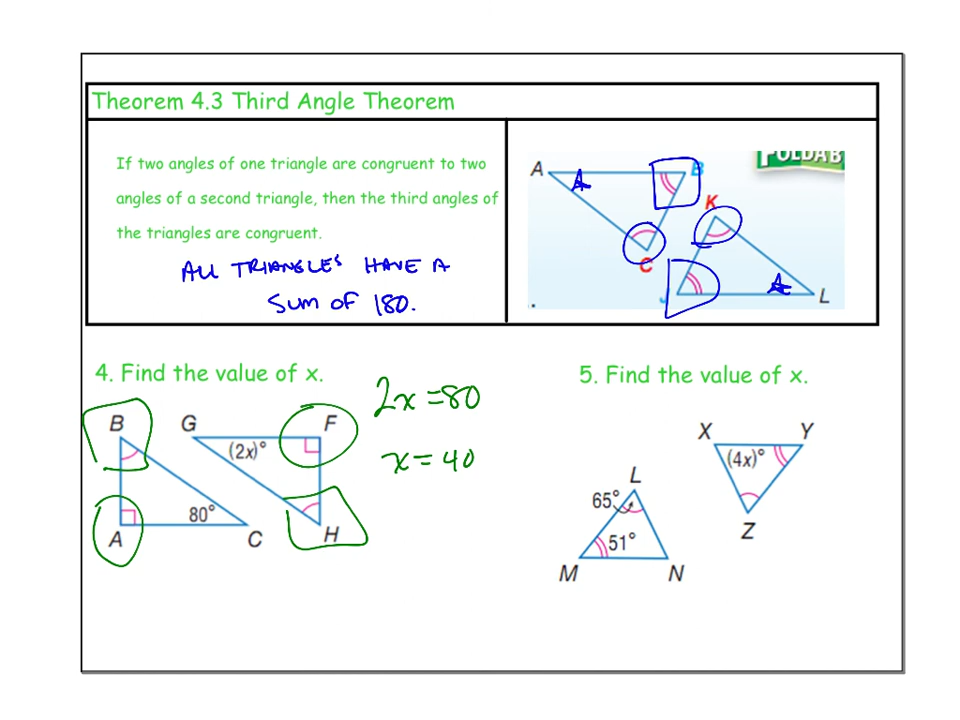 Theorem 4.3 Third Angle Theorem
If two angles of one triangle are congruent to two
angles of a second triangle, then the third angles of
the triangles are congruent.
ALL TRIANGLES HAVE A
SUM OF 180.
A
B
K
C
J
L
.
4. Find the value of x.
2x = 80
x = 40
B
G
F
(2x)°
80°
A
C
H
5. Find the value of x.
X
Y
(4x)°
L
65°
Z
51°
M
N